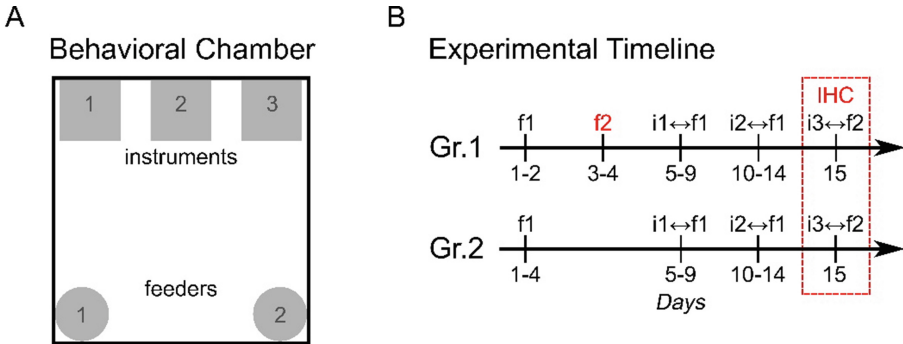 A
Behavioral Chamber
1 2 3
instruments
feeders
1 2
B
Experimental Timeline
IHC
Gr.1
f1 f2 i1↔f1 i2↔f1 i3↔f2
1-2 3-4 5-9 10-14 15
Gr.2
f1 i1↔f1 i2↔f1 i3↔f2
1-4 5-9 10-14 15
Days